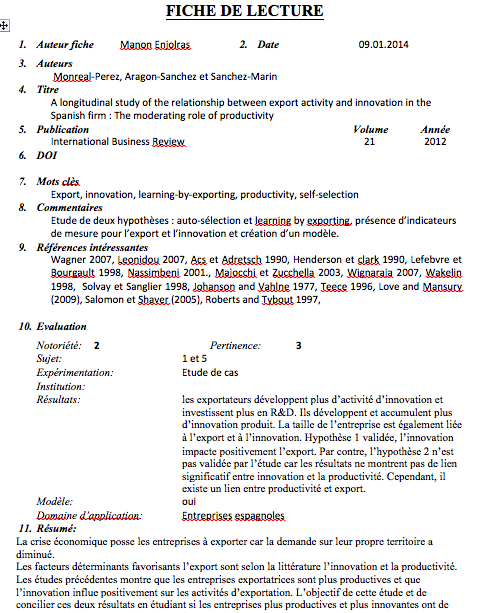 FICHE DE LECTURE
1. Auteur fiche Manon Enjolras 2. Date 09.01.2014
3. Auteurs
Monreal-Perez, Aragon-Sanchez et Sanchez-Marin
4. Titre
A longitudinal study of the relationship between export activity and innovation in the
Spanish firm : The moderating role of productivity
5. Publication Volume Année
International Business Review 21 2012
6. DOI
7. Mots clès
Export, innovation, learning-by-exporting, productivity, self-selection
8. Commentaires
Etude de deux hypothèses : auto-sélection et learning by exporting, présence d'indicateurs
de mesure pour l'export et l'innovation et création d'un modèle.
9. Références intéressantes
Wagner 2007, Leonidou 2007, Acs et Adretsch 1990, Henderson et clark 1990, Lefebvre et
Bourgault 1998, Nassimbeni 2001., Majocchi et Zucchella 2003, Wignaraja 2007, Wakelin
1998, Solvay et Sanglier 1998, Johanson and Vahlne 1977, Teece 1996, Love and Mansury
(2009), Salomon et Shaver (2005), Roberts and Tybout 1997,
10. Evaluation
Notoriété: 2 Pertinence: 3
Sujet: 1 et 5
Expérimentation: Etude de cas
Institution:
Résultats: les exportateurs développent plus d'activité d'innovation et
investissent plus en R&D. Ils développent et accumulent plus
d'innovation produit. La taille de l'entreprise est également liée
à l'export et à l'innovation. Hypothèse 1 validée, l'innovation
impacte positivement l'export. Par contre, l'hypothèse 2 n'est
pas validée par l'étude car les résultats ne montrent pas de lien
significatif entre innovation et la productivité. Cependant, il
existe un lien entre productivité et export.
Modèle: oui
Domaine d'application: Entreprises espagnoles
11. Résumé:
La crise économique posse les entreprises à exporter car la demande sur leur propre territoire a
diminué.
Les facteurs déterminants favorisants l'export sont selon la littérature l'innovation et la productivité.
Les études précédentes montre que les entreprises exportatrices sont plus productives et que
l'innovation influe positivement sur les activités d'exportation. L'objectif de cette étude et de
concilier ces deux résultats en étudiant si les entreprises plus productives et plus innovantes ont de